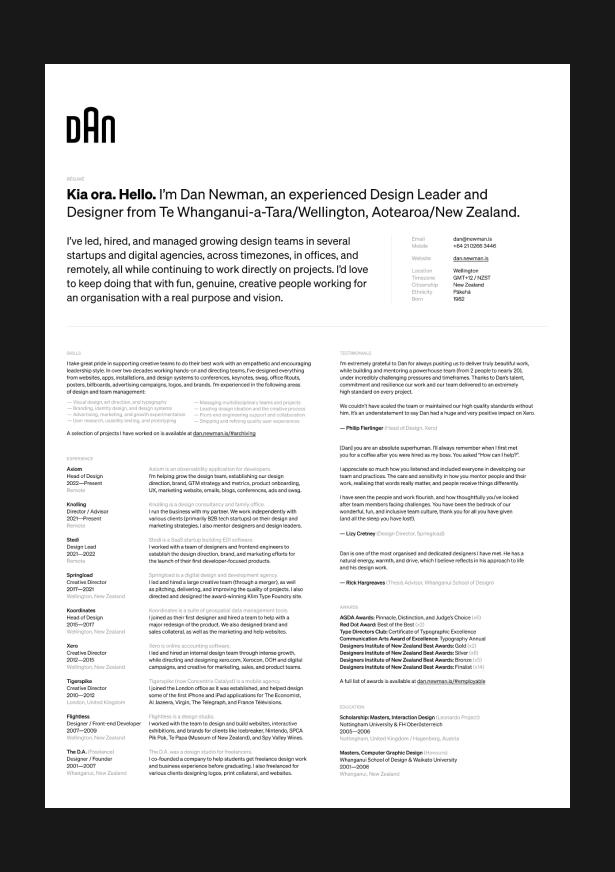 DAN
RÉSUMÉ
Kia ora. Hello. I'm Dan Newman, an experienced Design Leader and
Designer from Te Whanganui-a-Tara/Wellington, Aotearoa/New Zealand.
I've led, hired, and managed growing design teams in several
startups and digital agencies, across timezones, in offices, and
remotely, all while continuing to work directly on projects. I'd love
to keep doing that with fun, genuine, creative people working for
an organisation with a real purpose and vision.
Email dan@newman.is
Mobile +64 21 0266 3446
Website dan.newman.is
Location Wellington
Timezone GMT+12 / NZST
Citizenship New Zealand
Ethnicity Pākehā
Born 1982
SKILLS
I take great pride in supporting creative teams to do their best work with an empathetic and encouraging
leadership style. In over two decades working hands-on and directing teams, I've designed everything
from websites, apps, installations, and design systems to conferences, keynotes, swag, office fitouts,
posters, billboards, advertising campaigns, logos, and brands. I'm experienced in the following areas
of design and team management:
— Visual design, art direction, and typography
— Branding, identity design, and design systems
— Advertising, marketing, and growth experimentation
— User research, usability testing, and prototyping
— Managing multidisciplinary teams and projects
— Leading design ideation and the creative process
— Front-end engineering support and collaboration
— Shipping and refining quality user experiences
A selection of projects I have worked on is available at dan.newman.is/#archiving
EXPERIENCE
Axiom
Head of Design
2022—Present
Remote
Axiom is an observability application for developers.
I'm helping grow the design team, establishing our design
direction, brand, GTM strategy and metrics, product onboarding,
UX, marketing website, emails, blogs, conferences, ads and swag.
Knolling
Director / Advisor
2021—Present
Remote
Knolling is a design consultancy and family office.
I run the business with my partner. We work independently with
various clients (primarily B2B tech startups) on their design and
marketing strategies. I also mentor designers and design leaders.
Stedi
Design Lead
2021—2022
Remote
Stedi is a SaaS startup building EDI software.
I worked with a team of designers and frontend engineers to
establish the design direction, brand, and marketing efforts for
the launch of their first developer-focused products.
Springload
Creative Director
2017—2021
Wellington, New Zealand
Springload is a digital design and development agency.
I led and hired a large creative team (through a merger), as well
as pitching, delivering, and improving the quality of projects. I also
directed and designed the award-winning Klim Type Foundry site.
Koordinates
Head of Design
2015—2017
Wellington, New Zealand
Koordinates is a suite of geospatial data management tools.
I joined as their first designer and hired a team to help with a
major redesign of the product. We also designed brand and
sales collateral, as well as the marketing and help websites.
Xero
Creative Director
2012—2015
Wellington, New Zealand
Xero is online accounting software.
I led and hired an internal design team through intense growth,
while directing and designing xero.com, Xerocon, OOH and digital
campaigns, and creative for marketing, sales, and product teams.
Tigerspike
Creative Director
2010—2012
London, United Kingdom
Tigerspike (now Concentrix Catalyst) is a mobile agency.
I joined the London office as it was established, and helped design
some of the first iPhone and iPad applications for The Economist,
Al Jazeera, Virgin, The Telegraph, and France Télévisions.
Flightless
Designer / Front-end Developer
2007—2009
Wellington, New Zealand
Flightless is a design studio.
I worked with the team to design and build websites, interactive
exhibitions, and brands for clients like Icebreaker, Nintendo, SPCA
Pik Pok, Te Papa (Museum of New Zealand), and Spy Valley Wines.
The D.A. (Freelance)
Designer / Founder
2001—2007
Whanganui, New Zealand
The D.A. was a design studio for freelancers.
I co-founded a company to help students get freelance design work
and business experience before graduating. I also freelanced for
various clients designing logos, print collateral, and websites.
TESTIMONIALS
I'm extremely grateful to Dan for always pushing us to deliver truly beautiful work,
while building and mentoring a powerhouse team (from 2 people to nearly 20),
under incredibly challenging pressures and timeframes. Thanks to Dan's talent,
commitment and resilience our work and our team delivered to an extremely
high standard on every project.
We couldn't have scaled the team or maintained our high quality standards without
him. It's an understatement to say Dan had a huge and very positive impact on Xero.
— Philip Fierlinger (Head of Design, Xero)
[Dan] you are an absolute superhuman. I'll always remember when I first met
you for a coffee after you were hired as my boss. You asked "How can I help?".
I appreciate so much how you listened and included everyone in developing our
team and practices. The care and sensitivity in how you mentor people and their
work, realising that words really matter, and people receive things differently.
I have seen the people and work flourish, and how thoughtfully you've looked
after team members facing challenges. You have been the bedrock of our
wonderful, fun, and inclusive team culture, thank you for all you have given
(and all the sleep you have lost!).
— Lizy Cretney (Design Director, Springload)
Dan is one of the most organised and dedicated designers I have met. He has a
natural energy, warmth, and drive, which I believe reflects in his approach to life
and his design work.
— Rick Hargreaves (Thesis Advisor, Whanganui School of Design)
AWARDS
AGDA Awards: Pinnacle, Distinction, and Judge's Choice (x6)
Red Dot Award: Best of the Best (x2)
Type Directors Club: Certificate of Typographic Excellence
Communication Arts Award of Excellence: Typography Annual
Designers Institute of New Zealand Best Awards: Gold (x2)
Designers Institute of New Zealand Best Awards: Silver (x6)
Designers Institute of New Zealand Best Awards: Bronze (x5)
Designers Institute of New Zealand Best Awards: Finalist (x14)
A full list of awards is available at dan.newman.is/#employable
EDUCATION
Scholarship Masters, Interaction Design (Leonardo Project)
Nottingham University & FH Oberösterreich
2005—2006
Nottingham, United Kingdom / Hagenberg, Austria
Masters, Computer Graphic Design (Honours)
Whanganui School of Design & Waikato University
2001—2006
Whanganui, New Zealand